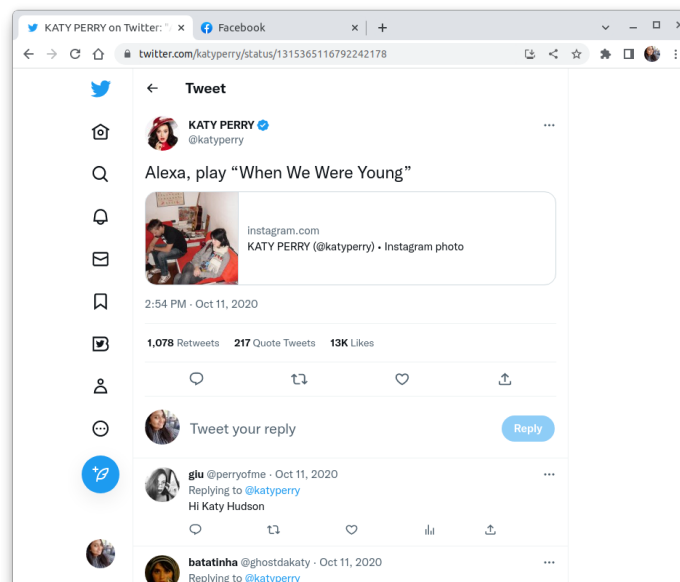 KATY PERRY on Twitter: "
Facebook
twitter.com/katyperry/status/1315365116792242178
Tweet
KATY PERRY
@katyperry
Alexa, play “When We Were Young”
instagram.com
KATY PERRY (@katyperry) • Instagram photo
2:54 PM · Oct 11, 2020
1,078 Retweets 217 Quote Tweets 13K Likes
Tweet your reply
Reply
giu @perryofme · Oct 11, 2020
Replying to @katyperry
Hi Katy Hudson
batatinha @ghostdakaty · Oct 11, 2020
Replying to @katyperry